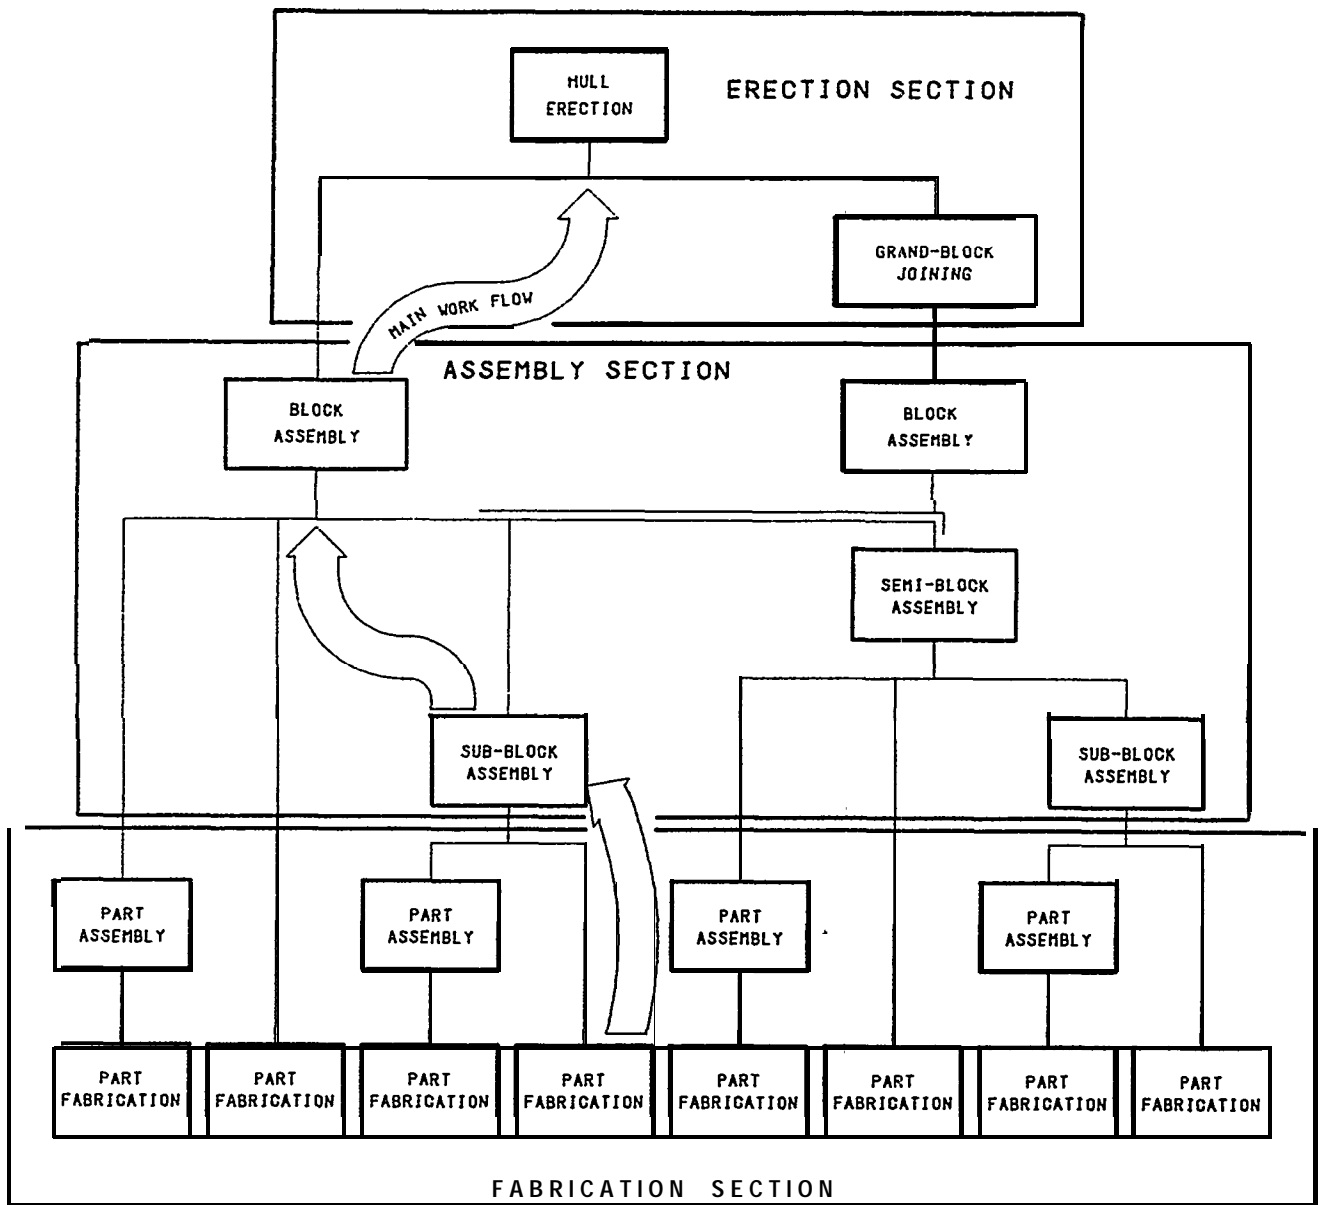 HULL
ERECTION
ERECTION SECTION
GRAND-BLOCK
JOINING
MAIN WORK FLOW
ASSEMBLY SECTION
BLOCK
ASSEMBLY
BLOCK
ASSEMBLY
SEMI-BLOCK
ASSEMBLY
SUB-BLOCK
ASSEMBLY
SUB-BLOCK
ASSEMBLY
PART
ASSEMBLY
PART
ASSEMBLY
PART
ASSEMBLY
PART
ASSEMBLY
PART
FABRICATION
PART
FABRICATION
PART
FABRICATION
PART
FABRICATION
PART
FABRICATION
PART
FABRICATION
PART
FABRICATION
PART
FABRICATION
FABRICATION SECTION